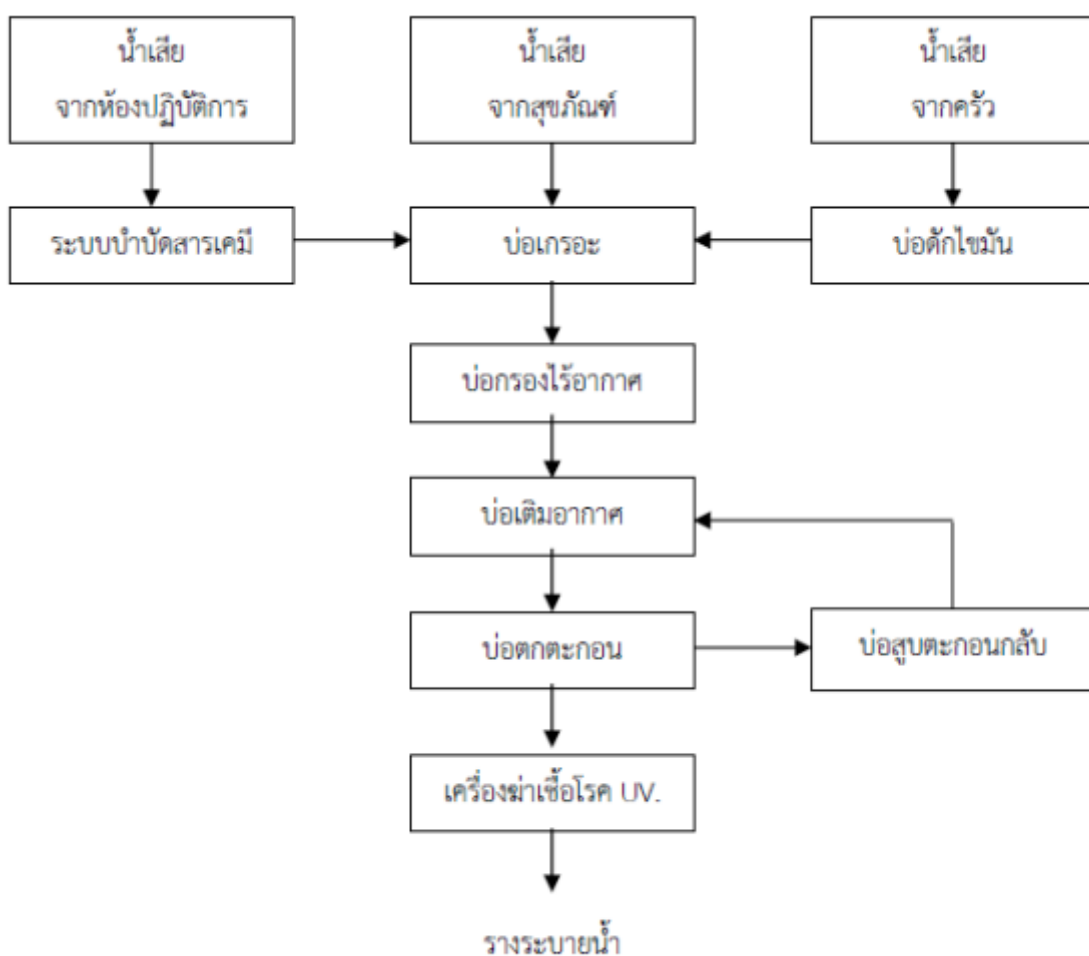 น้ำเสีย
จากห้องปฏิบัติการ
น้ำเสีย
จากสุขภัณฑ์
น้ำเสีย
จากครัว
ระบบบำบัดสารเคมี
บ่อเกรอะ
บ่อดักไขมัน
บ่อกรองไร้อากาศ
บ่อเติมอากาศ
บ่อตกตะกอน
บ่อสูบตะกอนกลับ
เครื่องฆ่าเชื้อโรค UV.
รางระบายน้ำ